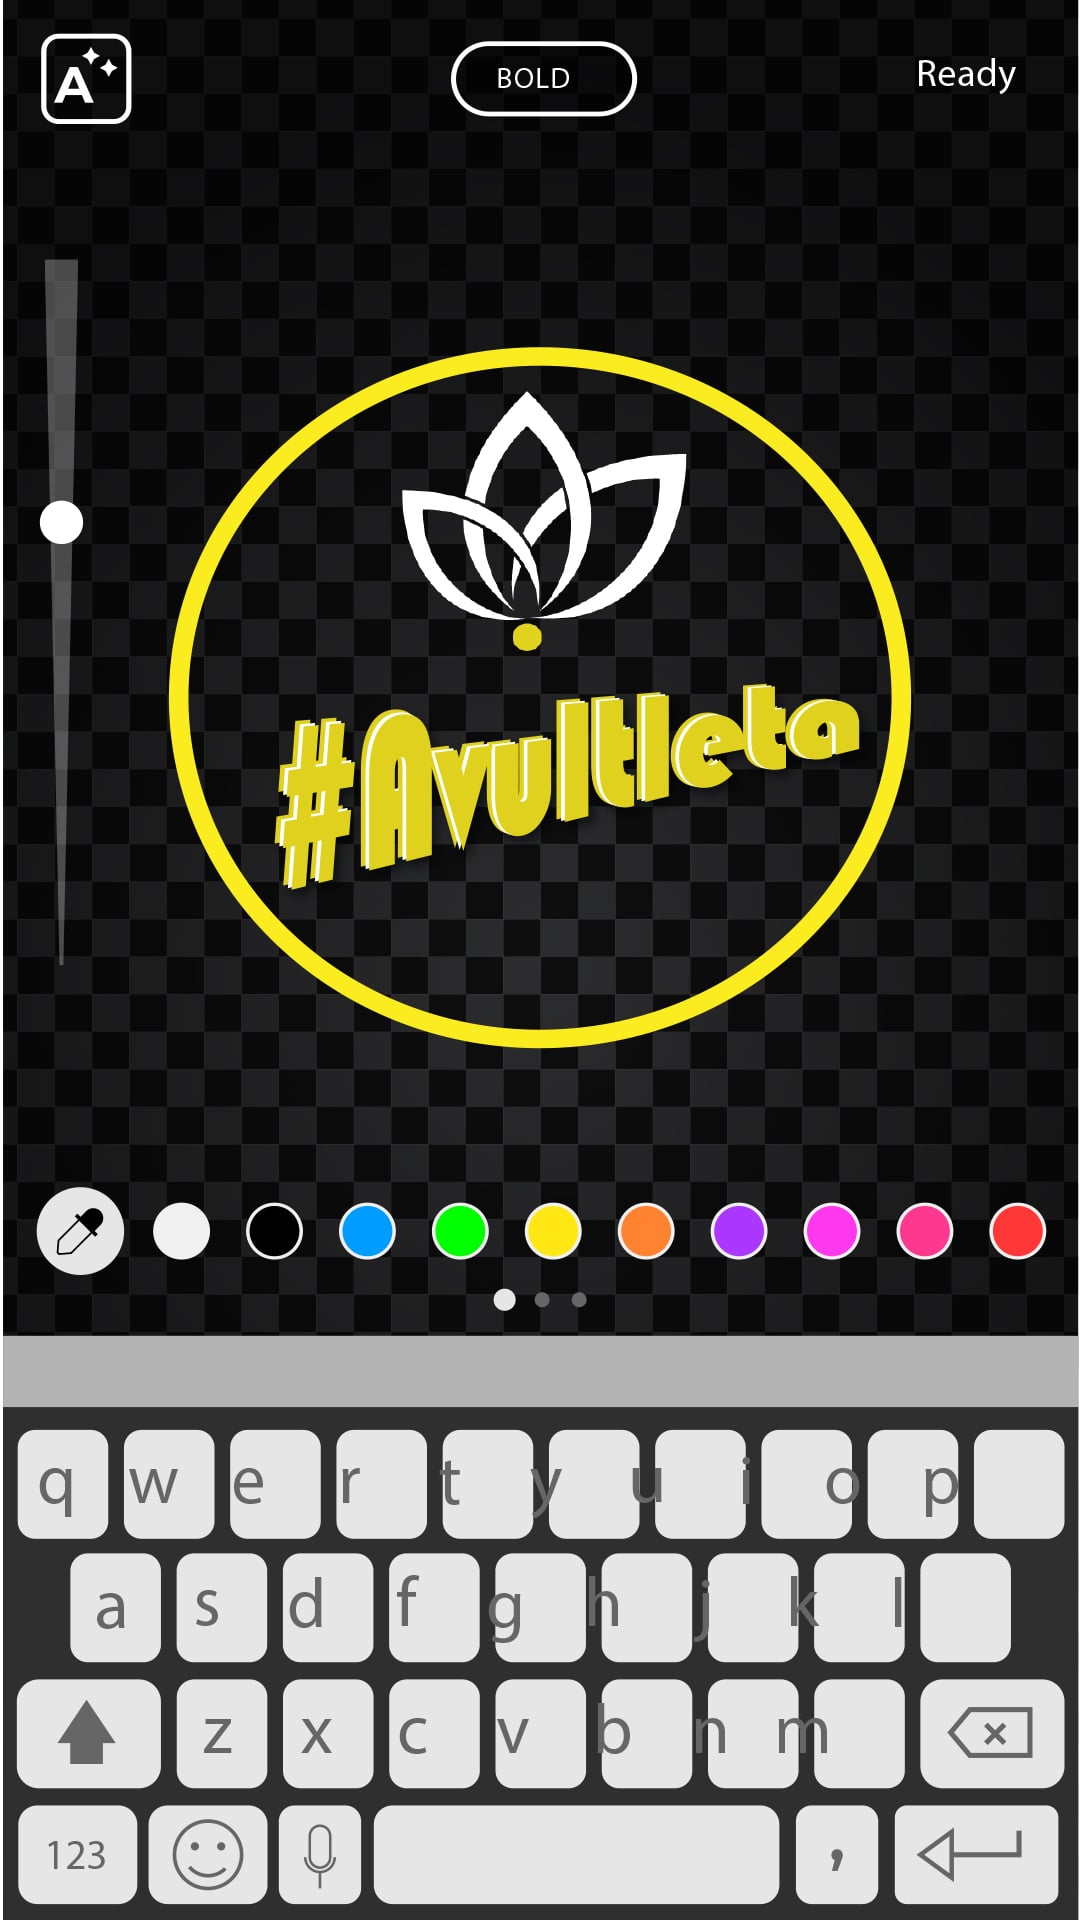 A
BOLD
Ready
#Avultleta
q w e r t y u i o p
a s d f g h j k l
z x c v b n m
123 ,